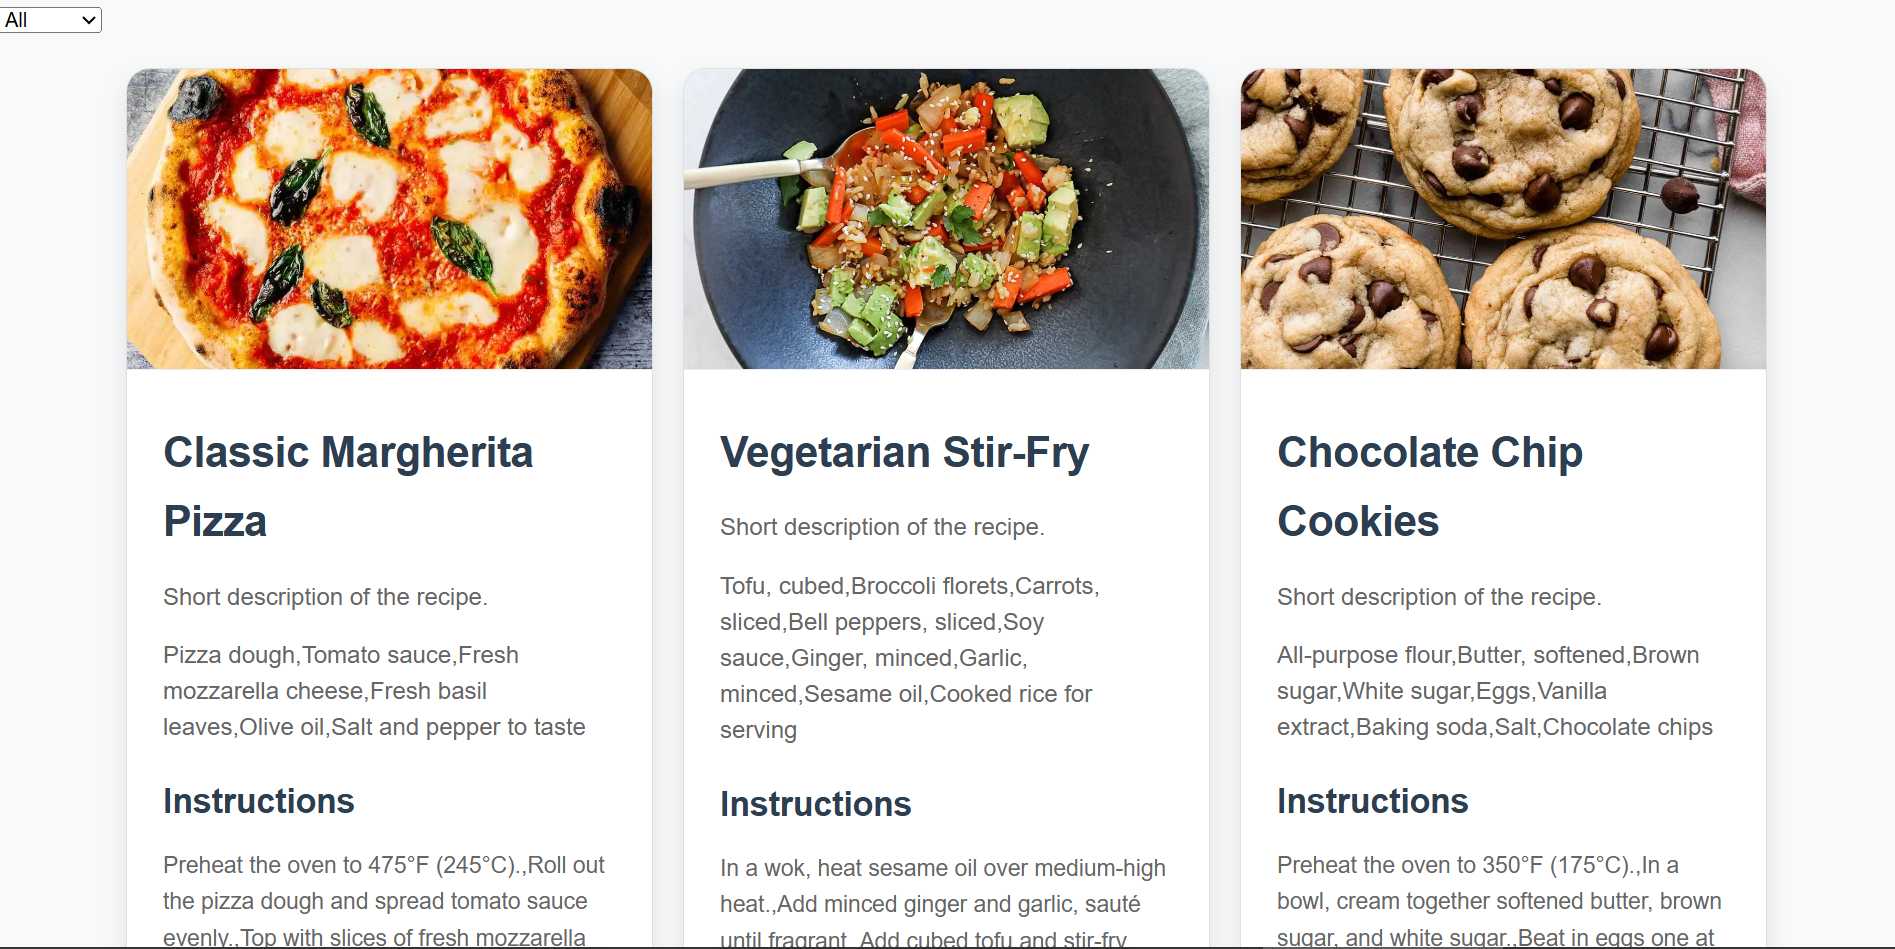 All
Classic Margherita
Pizza
Short description of the recipe.
Pizza dough,Tomato sauce,Fresh
mozzarella cheese,Fresh basil
leaves,Olive oil,Salt and pepper to taste
Instructions
Preheat the oven to 475°F (245°C).,Roll out
the pizza dough and spread tomato sauce
evenly.,Top with slices of fresh mozzarella
Vegetarian Stir-Fry
Short description of the recipe.
Tofu, cubed,Broccoli florets,Carrots,
sliced,Bell peppers, sliced,Soy
sauce,Ginger, minced,Garlic,
minced,Sesame oil,Cooked rice for
serving
Instructions
In a wok, heat sesame oil over medium-high
heat.,Add minced ginger and garlic, sauté
until fragrant.,Add cubed tofu and stir-fry
Chocolate Chip
Cookies
Short description of the recipe.
All-purpose flour,Butter, softened,Brown
sugar,White sugar,Eggs,Vanilla
extract,Baking soda,Salt,Chocolate chips
Instructions
Preheat the oven to 350°F (175°C).,In a
bowl, cream together softened butter, brown
sugar, and white sugar.,Beat in eggs one at